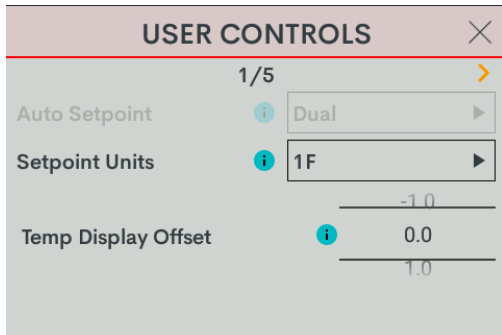 USER CONTROLS
1/5
Auto Setpoint i Dual
Setpoint Units i 1F
-1.0
Temp Display Offset i 0.0
1.0